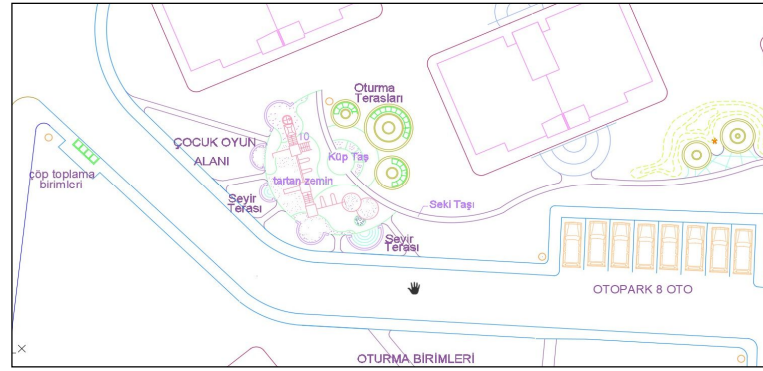 Oturma
Terasları
ÇOCUK OYUN
ALANI
10
Küp Taş
çöp toplama
birimleri
tartan zemin
Seyir
Terası
Seki Taşı
Seyir
Terası
OTOPARK 8 OTO
OTURMA BİRİMLERİ